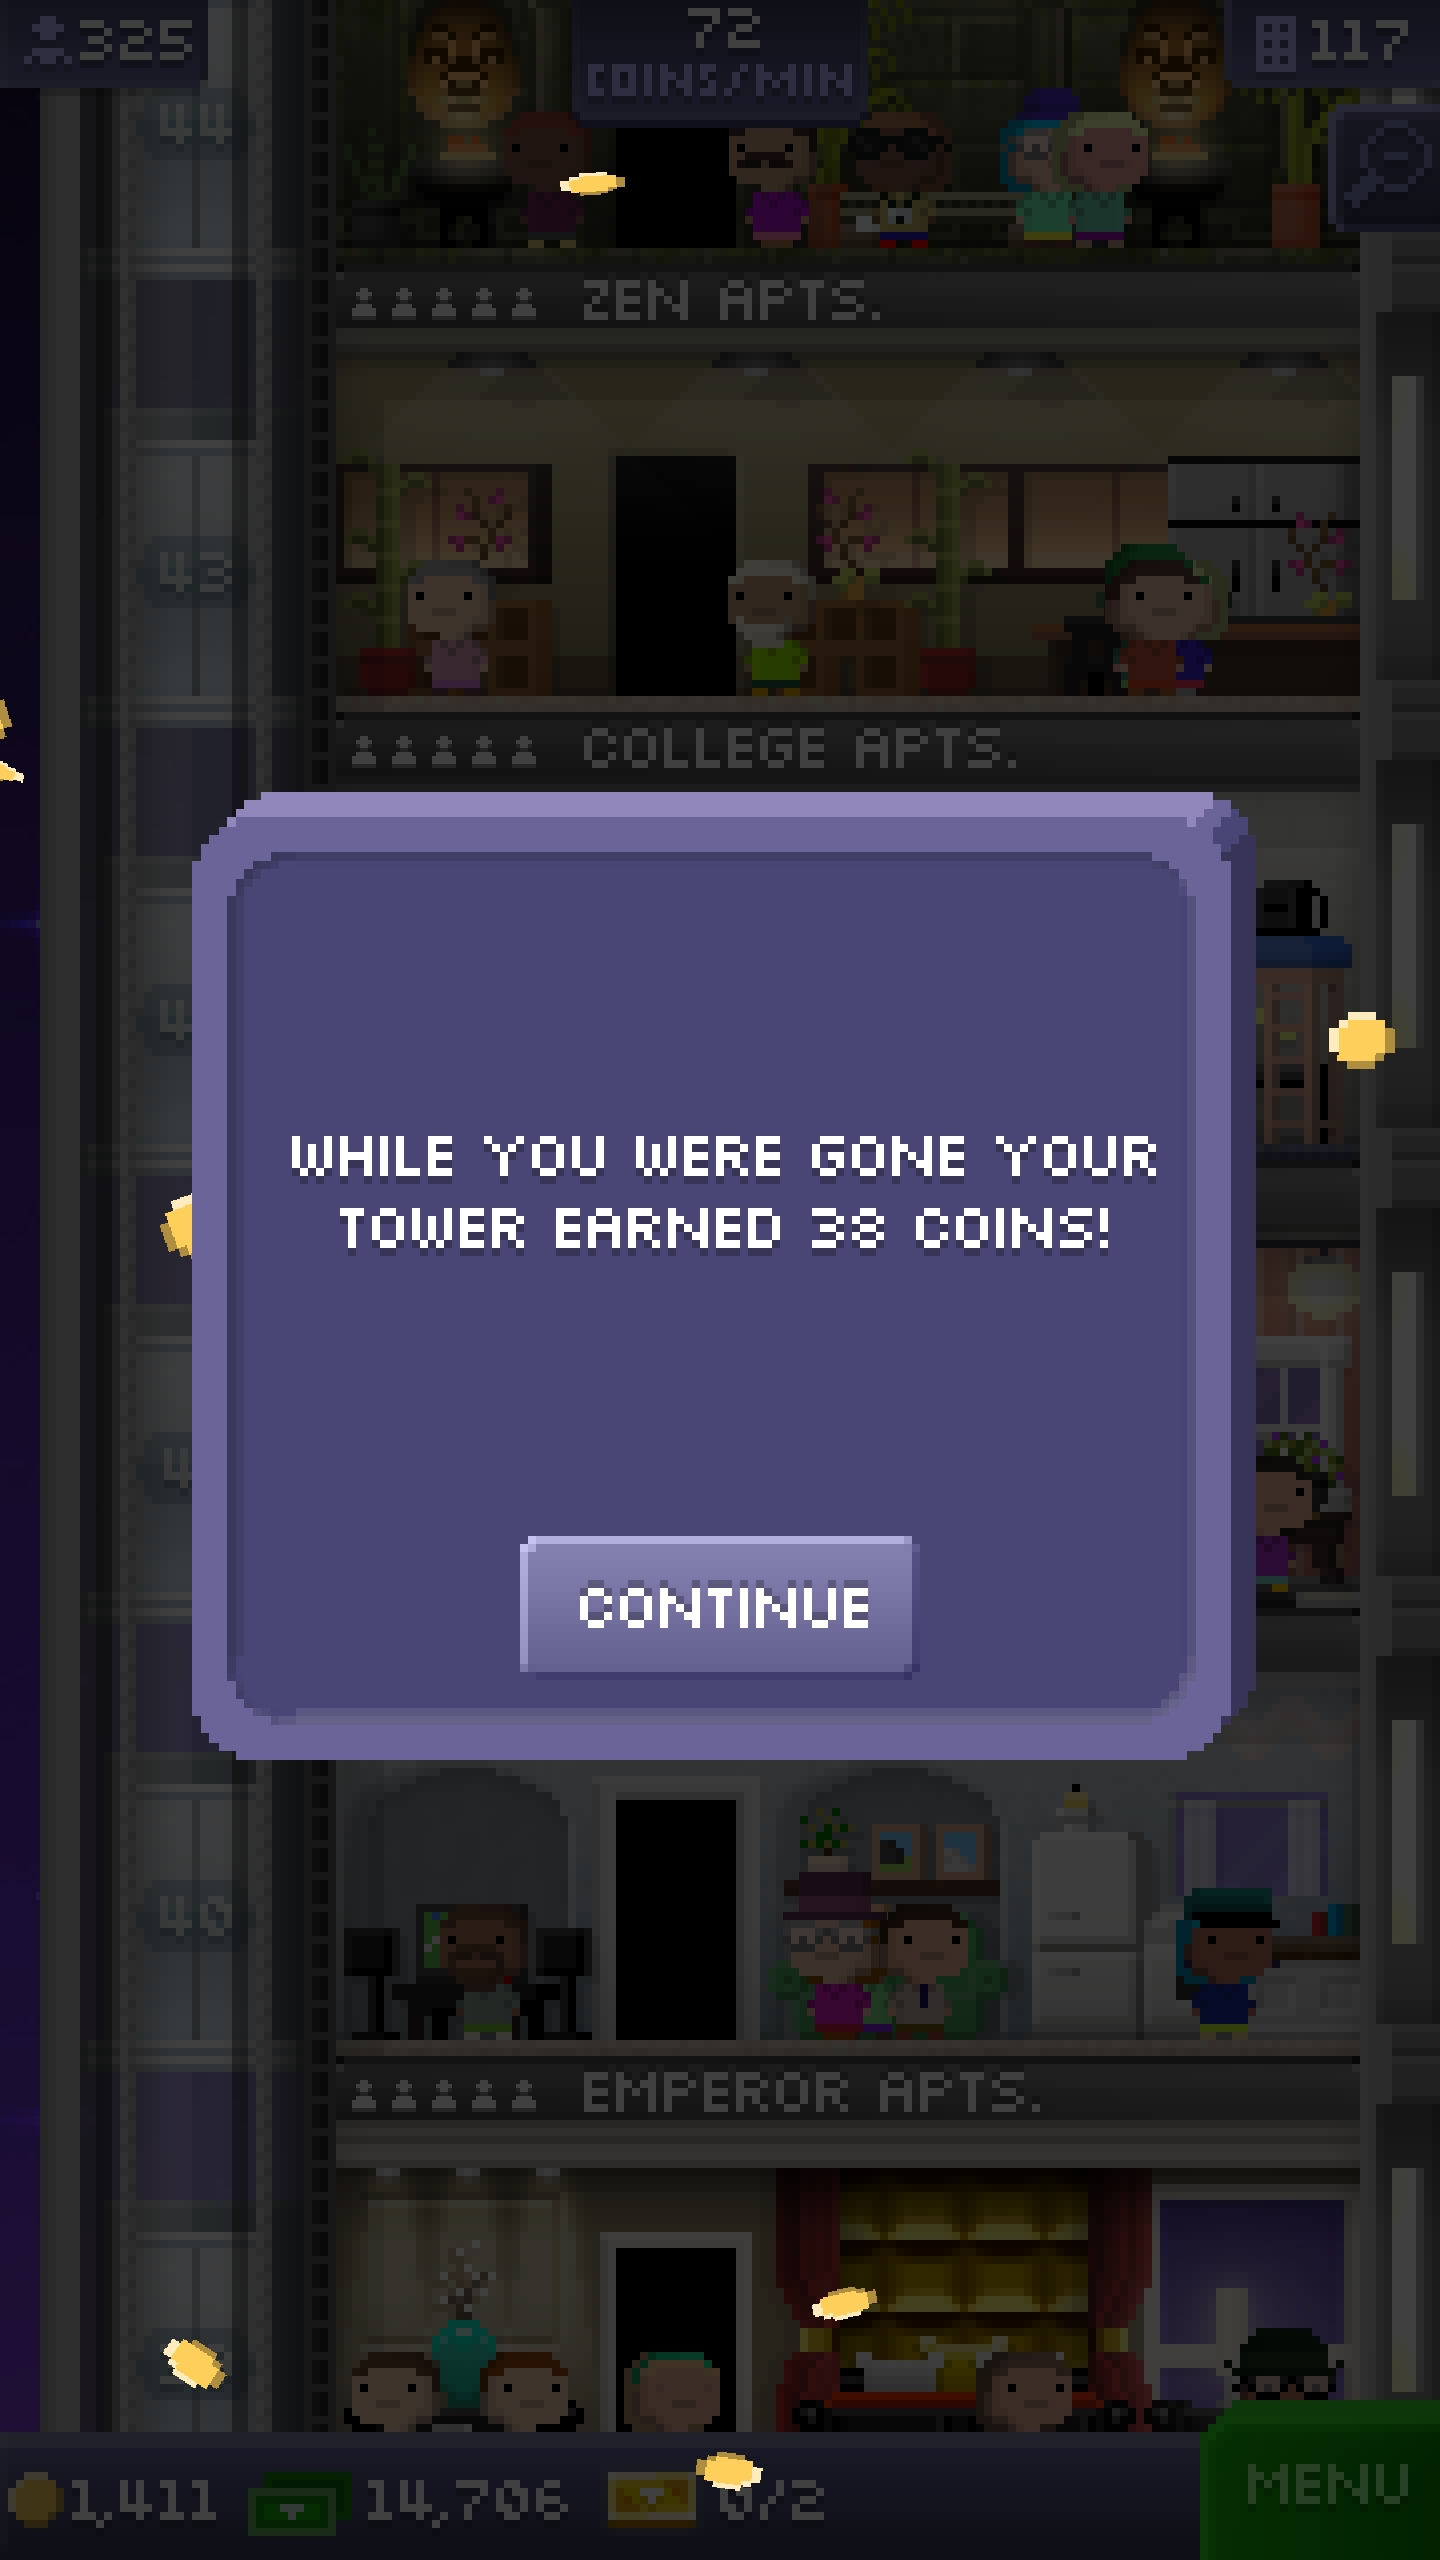 325
72
COINS/MIN
117
44
ZEN APTS.
43
COLLEGE APTS.
WHILE YOU WERE GONE YOUR
TOWER EARNED 38 COINS!
CONTINUE
40
EMPEROR APTS.
1,411
14,706
0/2
MENU